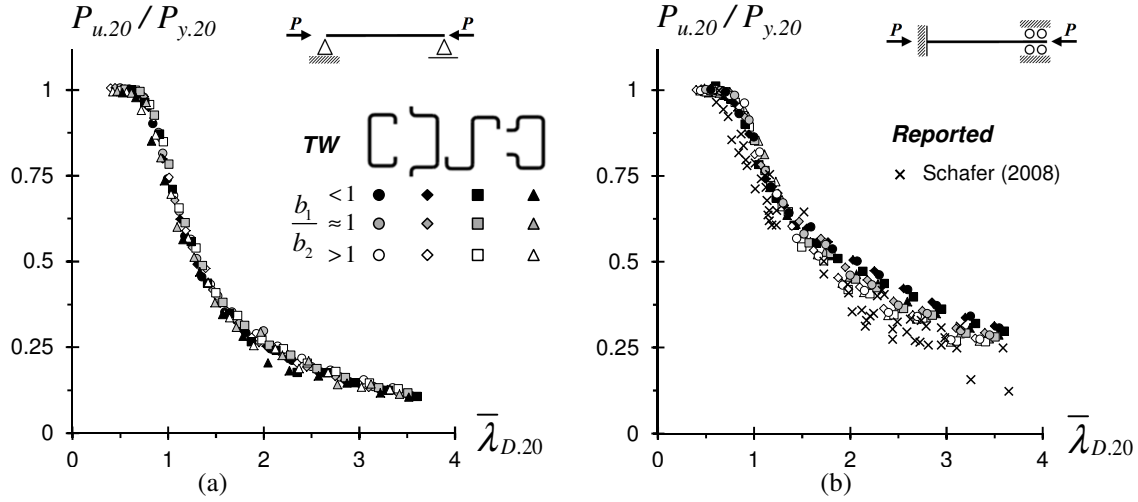 P_{u.20} / P_{y.20}
P P
1
0.75
0.5
0.25
0
0 1 2 3 4
\overline{λ}_{D.20}
TW
b_1 / b_2
< 1
≈ 1
> 1
(a)
P_{u.20} / P_{y.20}
P P
1
0.75
0.5
0.25
0
0 1 2 3 4
\overline{λ}_{D.20}
Reported
× Schafer (2008)
(b)